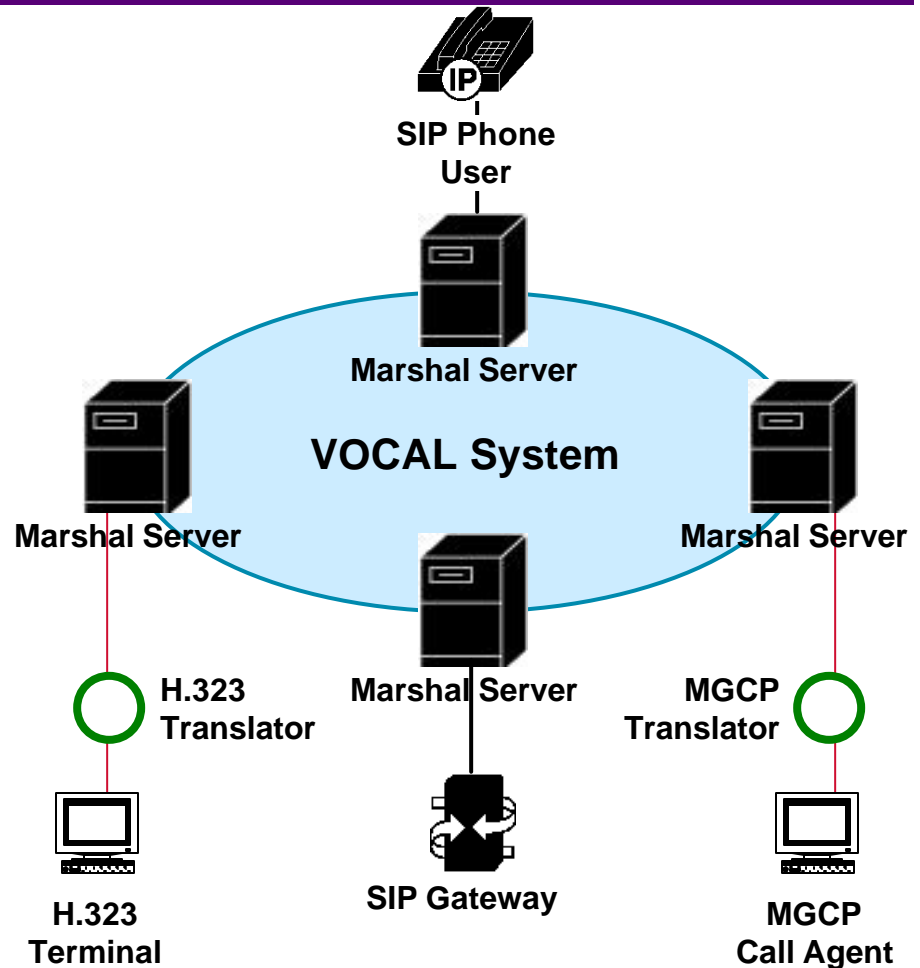 IP
SIP Phone
User
Marshal Server
VOCAL System
Marshal Server
Marshal Server
Marshal Server
H.323
Translator
MGCP
Translator
SIP Gateway
H.323
Terminal
MGCP
Call Agent